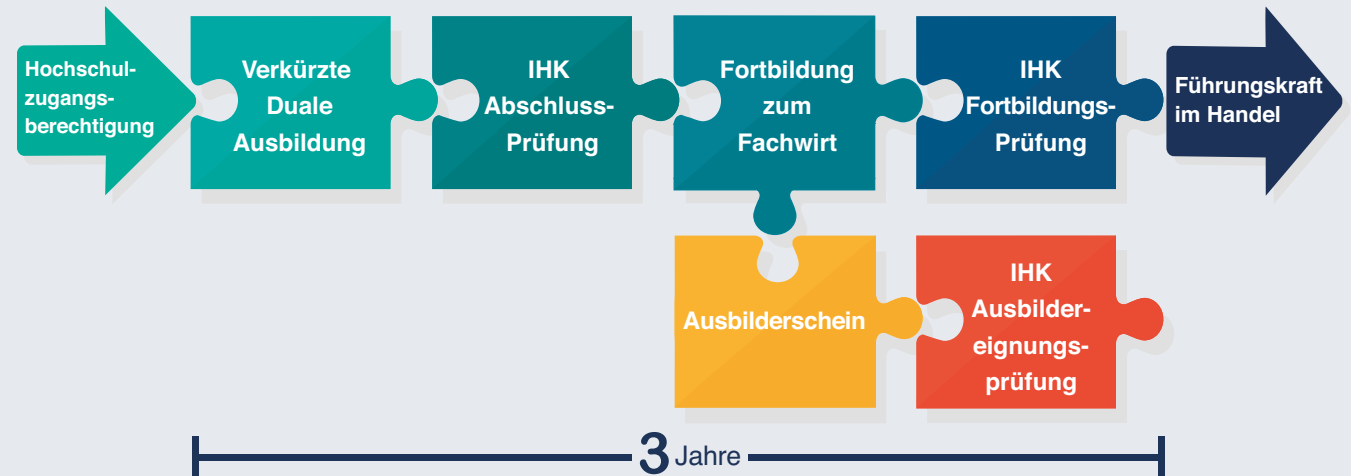 Hochschul-
zugangs-
berechtigung
Verkürzte
Duale
Ausbildung
IHK
Abschluss-
Prüfung
Fortbildung
zum
Fachwirt
IHK
Fortbildungs-
Prüfung
Führungskraft
im Handel
Ausbilderschein
IHK
Ausbilder-
eignungs-
prüfung
3 Jahre